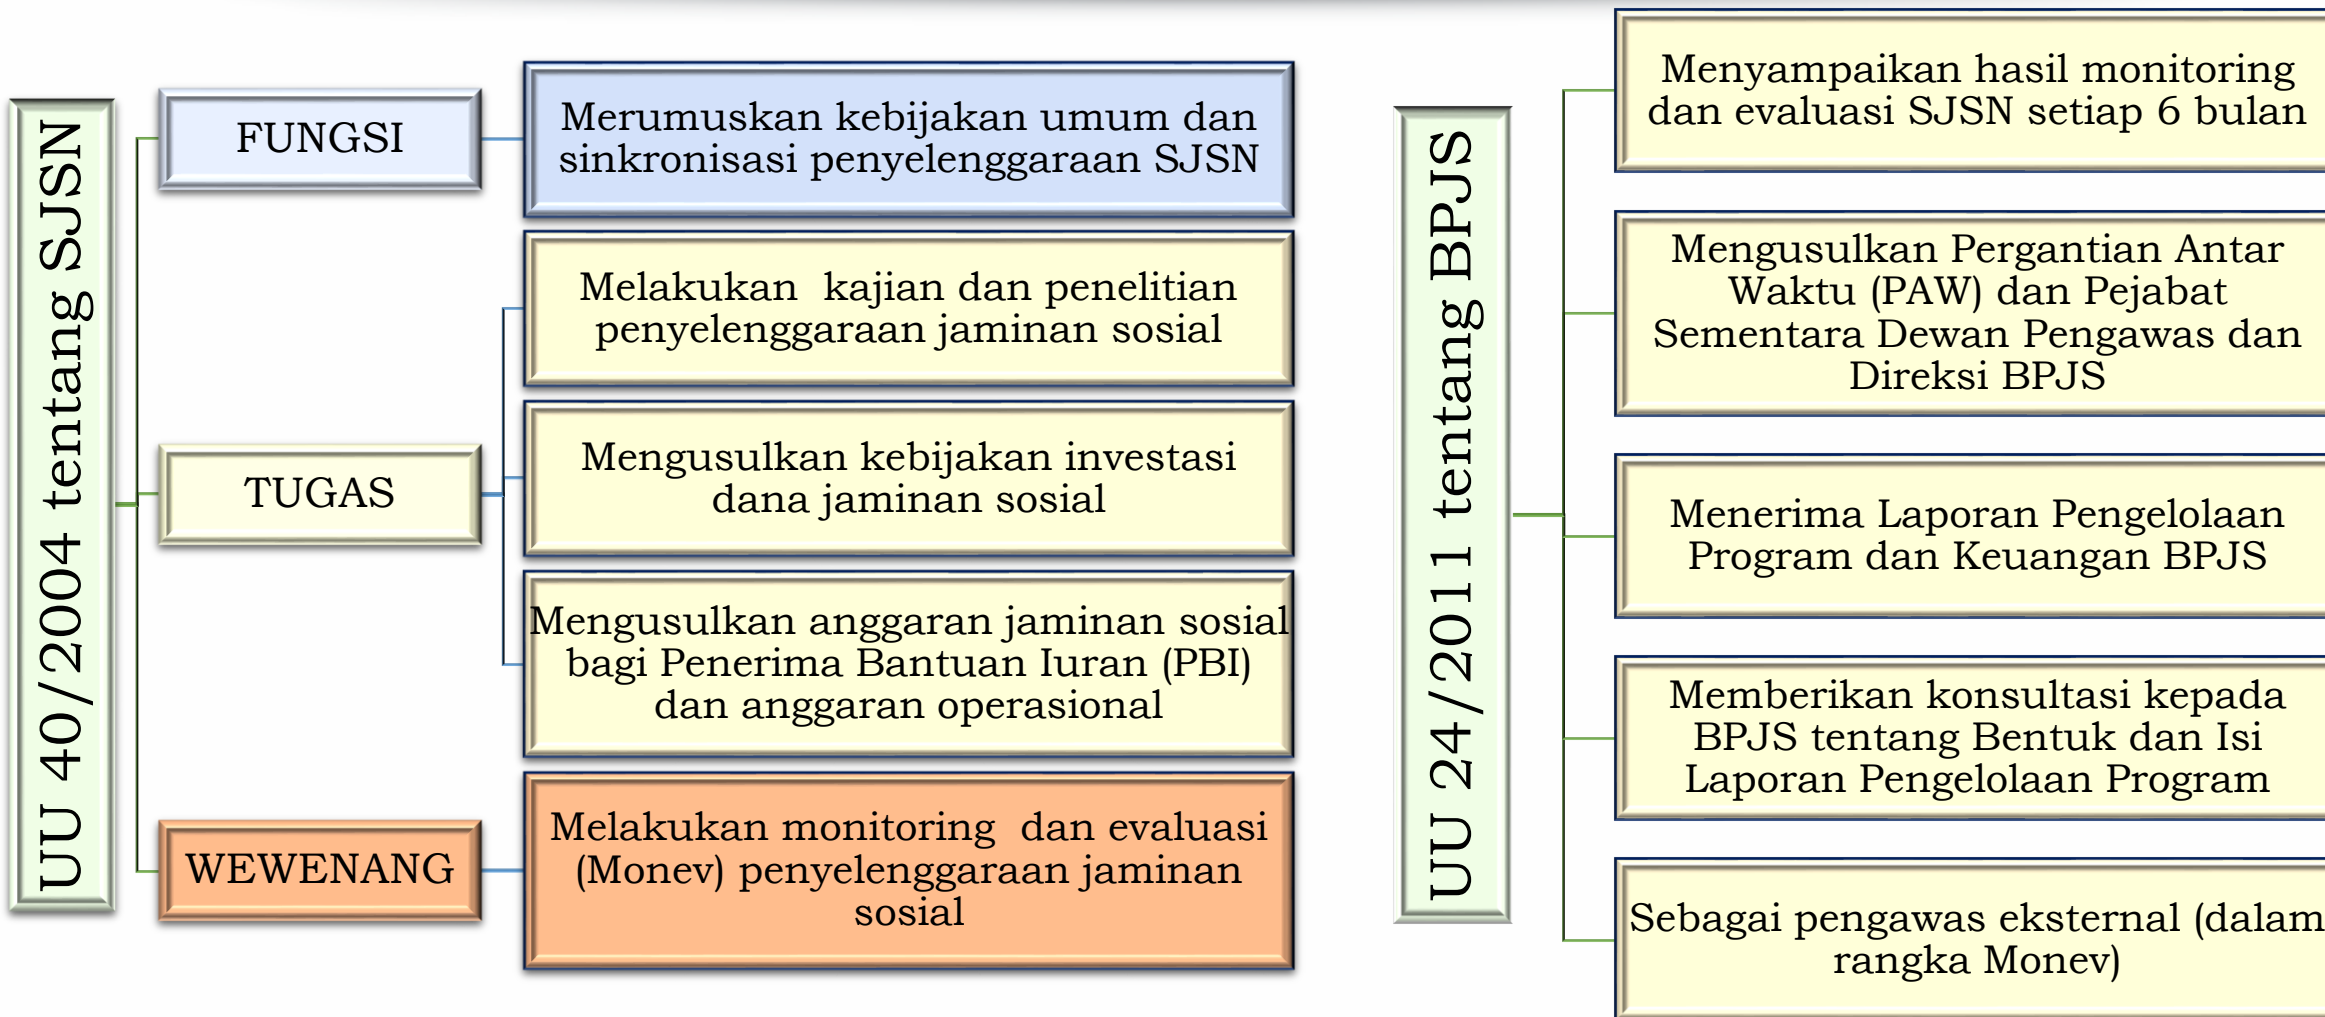 UU 40/2004 tentang SJSN
FUNGSI
Merumuskan kebijakan umum dan
sinkronisasi penyelenggaraan SJSN
TUGAS
Melakukan kajian dan penelitian
penyelenggaraan jaminan sosial
Mengusulkan kebijakan investasi
dana jaminan sosial
Mengusulkan anggaran jaminan sosial
bagi Penerima Bantuan Iuran (PBI)
dan anggaran operasional
WEWENANG
Melakukan monitoring dan evaluasi
(Monev) penyelenggaraan jaminan
sosial
UU 24/2011 tentang BPJS
Menyampaikan hasil monitoring
dan evaluasi SJSN setiap 6 bulan
Mengusulkan Pergantian Antar
Waktu (PAW) dan Pejabat
Sementara Dewan Pengawas dan
Direksi BPJS
Menerima Laporan Pengelolaan
Program dan Keuangan BPJS
Memberikan konsultasi kepada
BPJS tentang Bentuk dan Isi
Laporan Pengelolaan Program
Sebagai pengawas eksternal (dalam
rangka Monev)